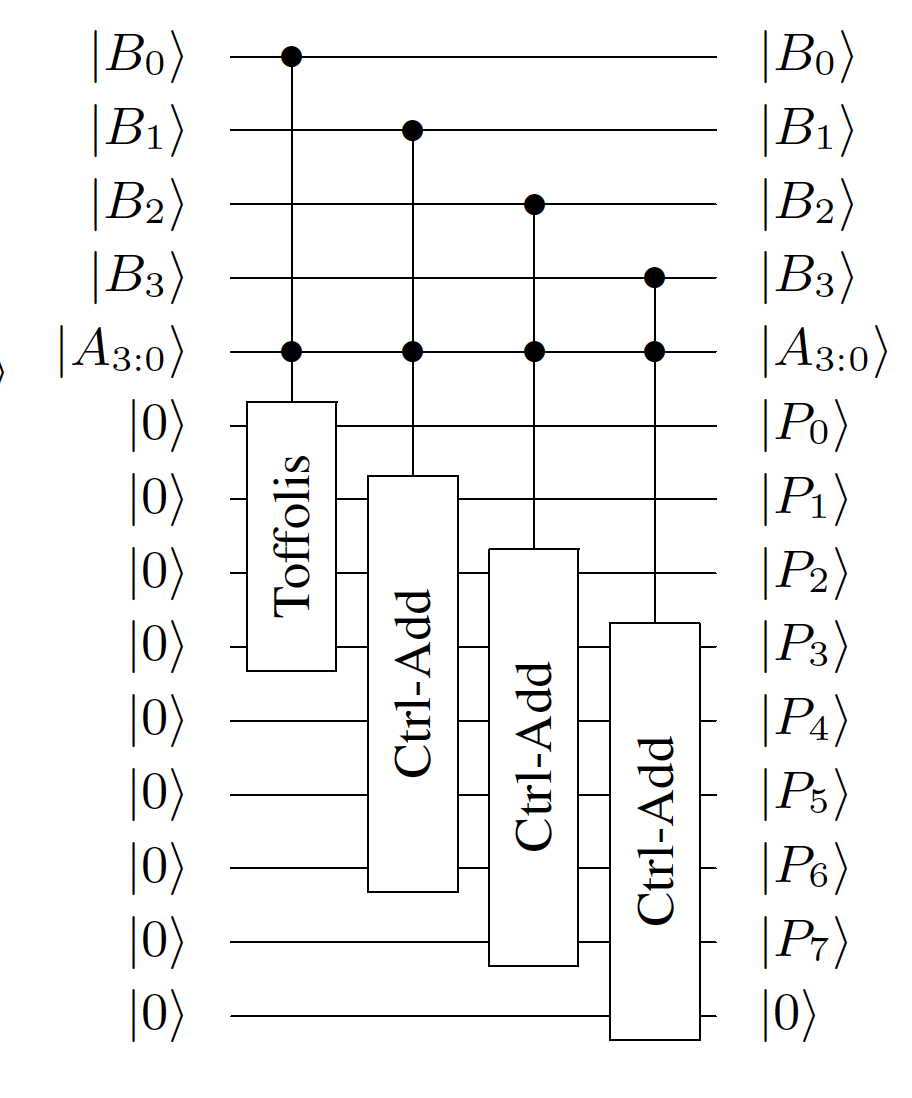 |B₀⟩ |B₀⟩
|B₁⟩ |B₁⟩
|B₂⟩ |B₂⟩
|B₃⟩ |B₃⟩
⟩ |A₃:₀⟩ |A₃:₀⟩
|0⟩ |P₀⟩
|0⟩ |P₁⟩
|0⟩ |P₂⟩
|0⟩ |P₃⟩
|0⟩ |P₄⟩
|0⟩ |P₅⟩
|0⟩ |P₆⟩
|0⟩ |P₇⟩
|0⟩ |0⟩
Toffolis
Ctrl-Add
Ctrl-Add
Ctrl-Add